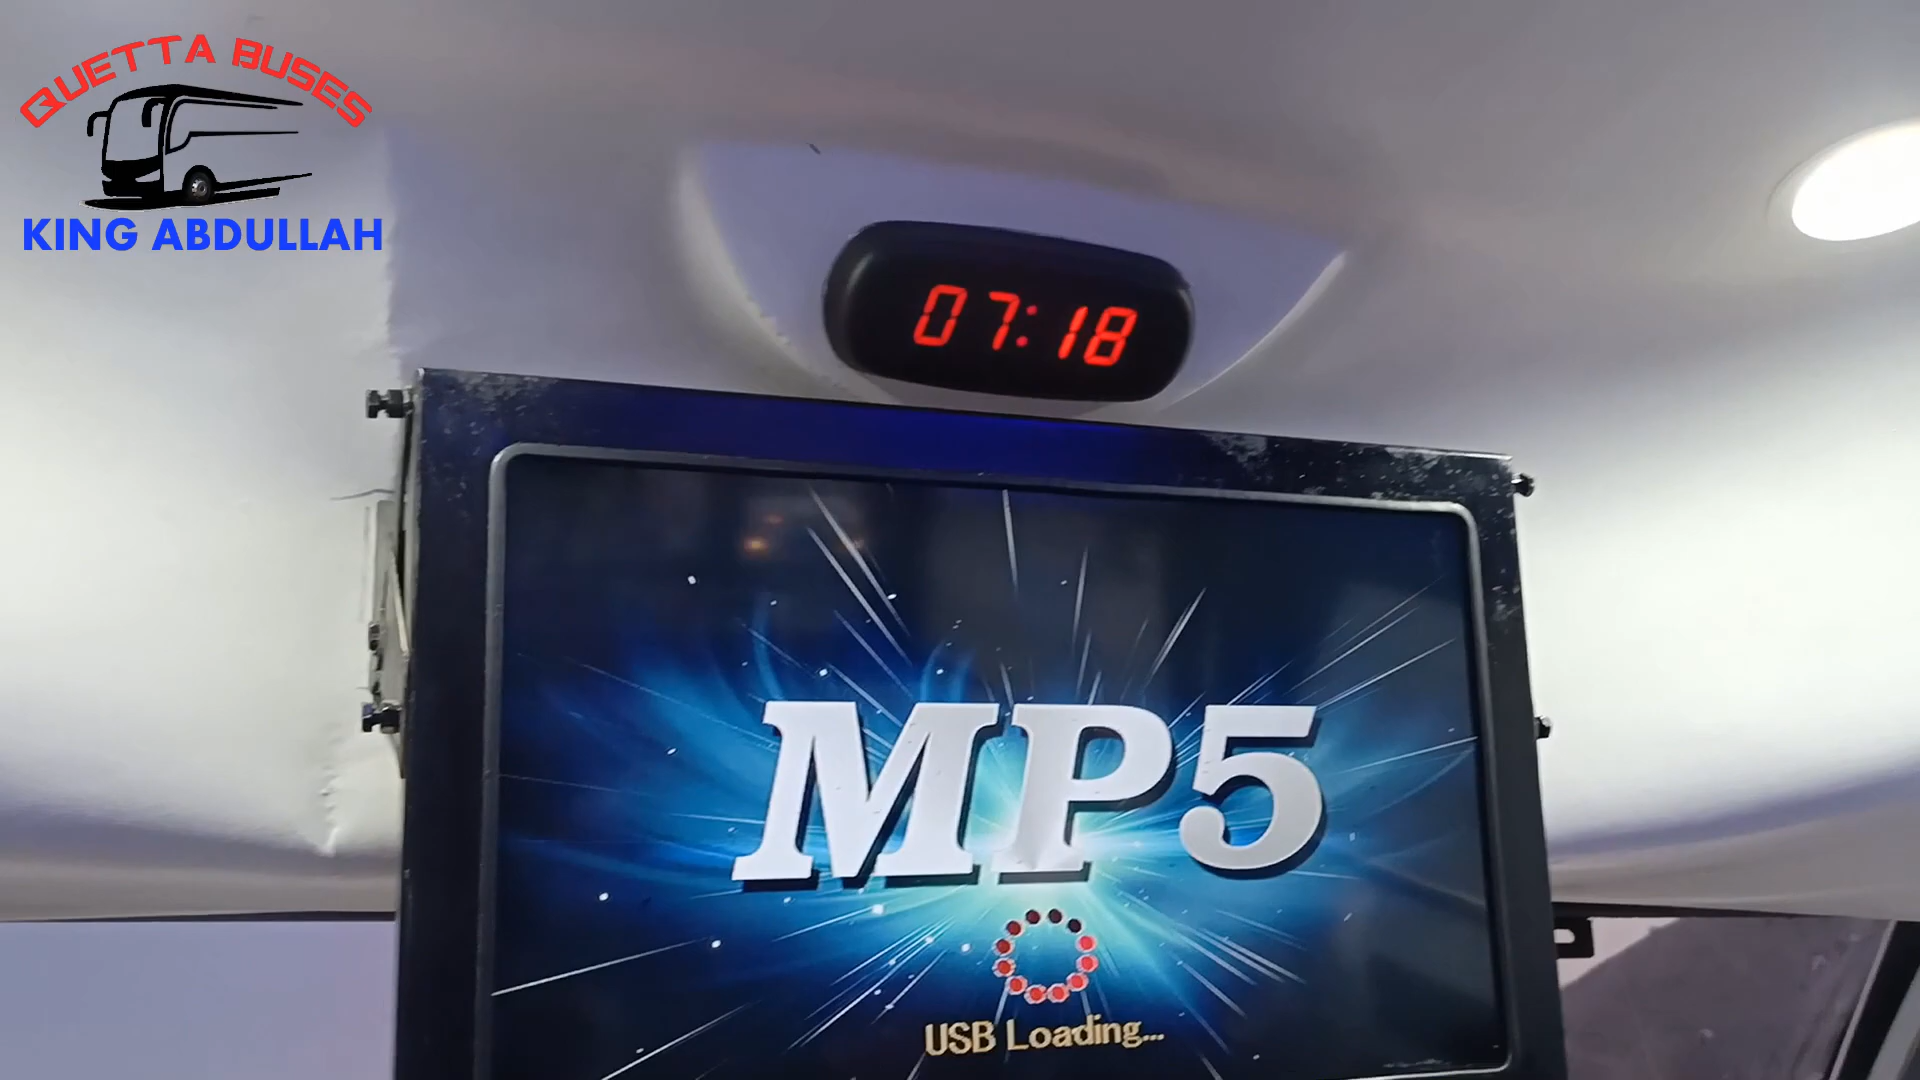 QUETTA BUSES
KING ABDULLAH
07:18
MP5
USB Loading...